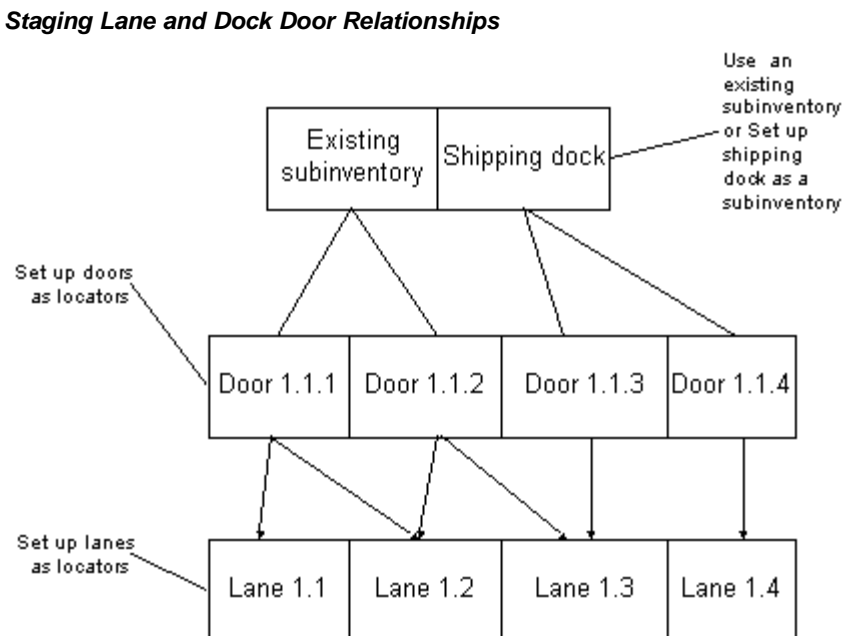 Staging Lane and Dock Door Relationships
Use an
existing
subinventory
or Set up
shipping
dock as a
subinventory
Existing
subinventory
Shipping dock
Set up doors
as locators
Door 1.1.1
Door 1.1.2
Door 1.1.3
Door 1.1.4
Set up lanes
as locators
Lane 1.1
Lane 1.2
Lane 1.3
Lane 1.4